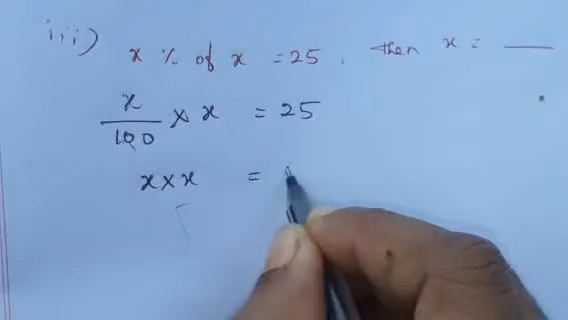 iii) x % of x = 25, then x = ___
x/100 × x = 25
x × x =